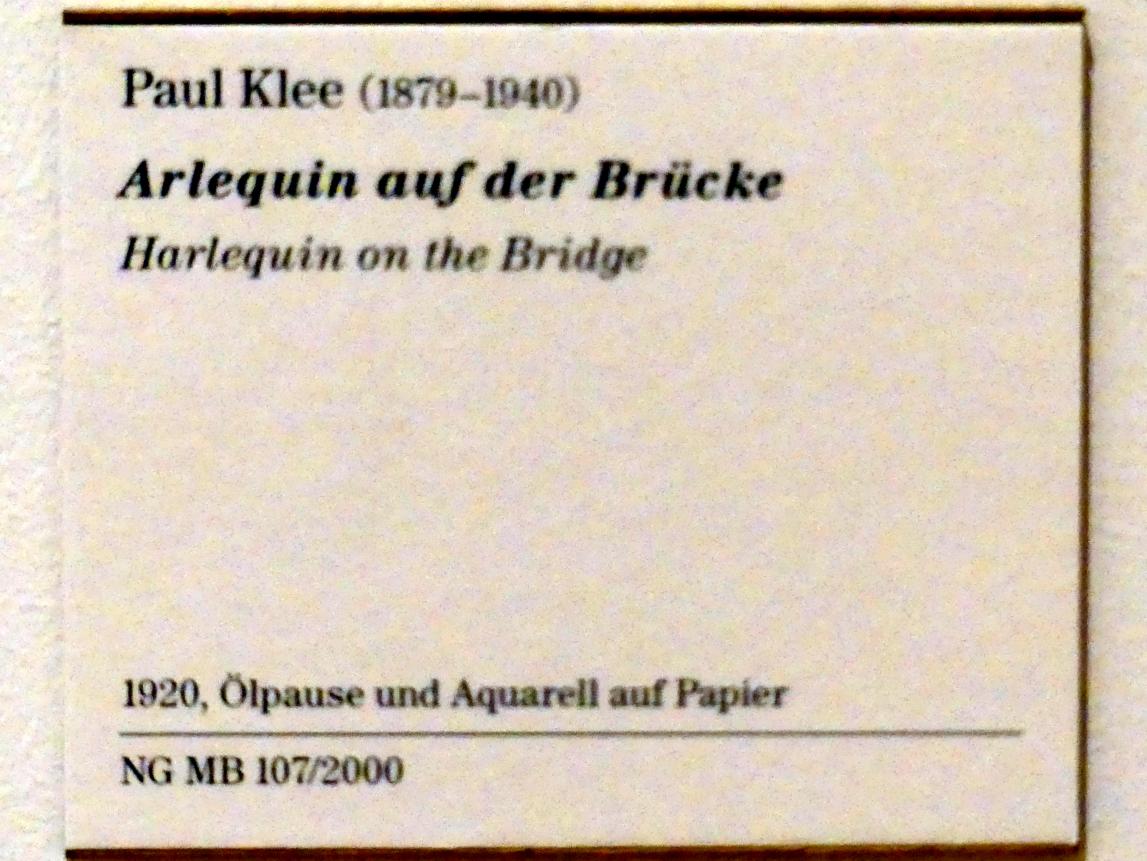 Paul Klee (1879–1940)
Arlequin auf der Brücke
Harlequin on the Bridge
1920, Ölpause und Aquarell auf Papier
NG MB 107/2000